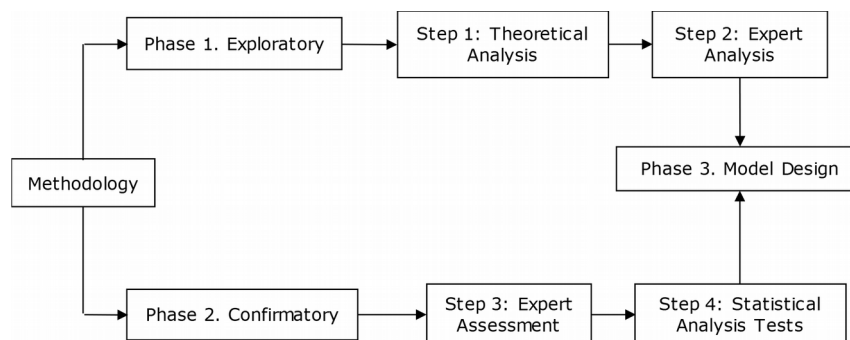 Phase 1. Exploratory
Step 1: Theoretical
Analysis
Step 2: Expert
Analysis
Methodology
Phase 3. Model Design
Phase 2. Confirmatory
Step 3: Expert
Assessment
Step 4: Statistical
Analysis Tests